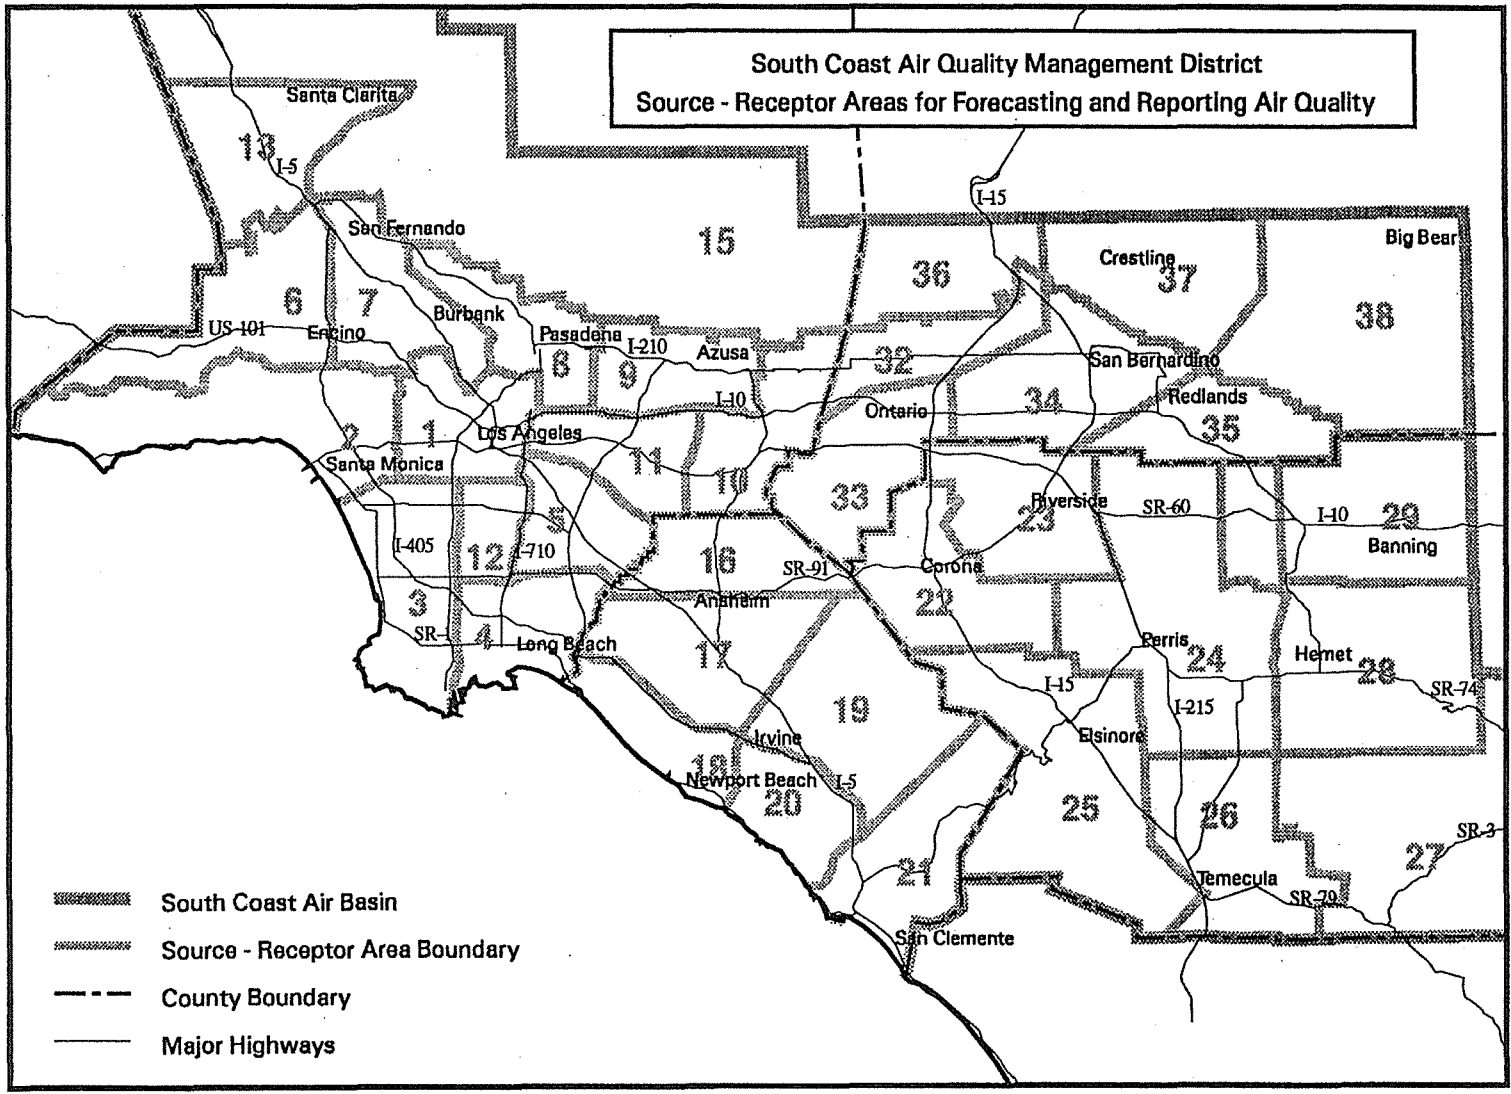 South Coast Air Quality Management District
Source - Receptor Areas for Forecasting and Reporting Air Quality
Santa Clarita
13
I-5
I-15
San Fernando
15
Big Bear
Crestline
37
36
6
7
Burbank
38
US-101
Encino
Pasadena
I-210
Azusa
8
9
32
San Bernardino
I-10
Ontario
34
Redlands
35
2
1
Los Angeles
Santa Monica
11
10
33
Riverside
23
SR-60
I-10
29
Banning
5
I-405
12
I-710
16
SR-91
Corona
Anaheim
22
3
SR-1
4
Long Beach
17
Perris
24
Hemet
28
SR-74
I-15
I-215
19
Elsinore
Irvine
18
Newport Beach
I-5
20
25
26
SR-3
27
21
Temecula
SR-79
San Clemente
South Coast Air Basin
Source - Receptor Area Boundary
County Boundary
Major Highways